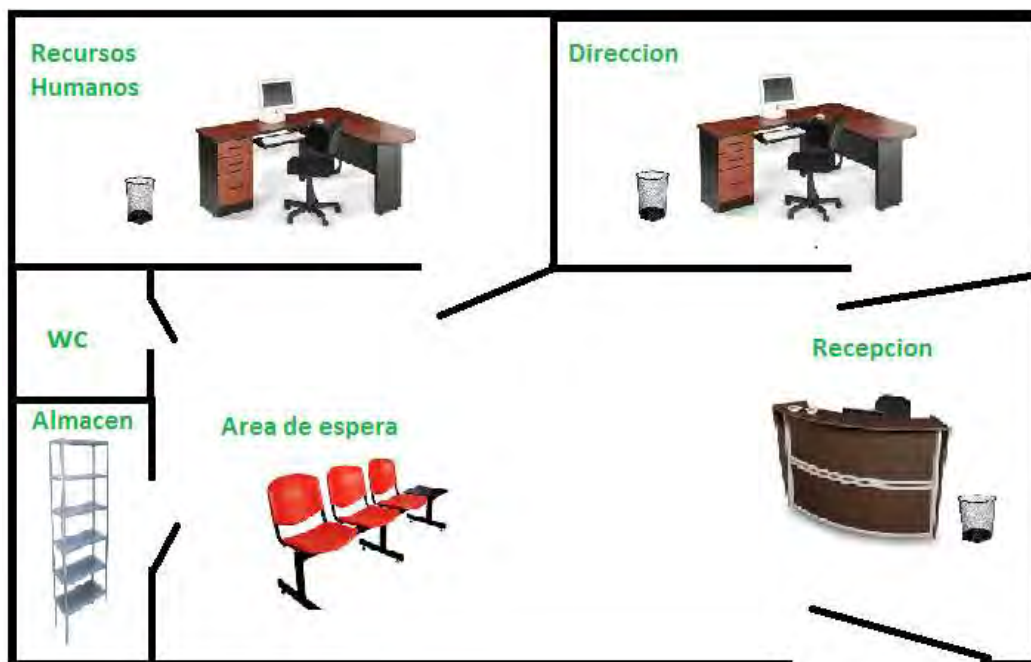 Recursos
Humanos
Direccion
WC
Recepcion
Almacen
Area de espera